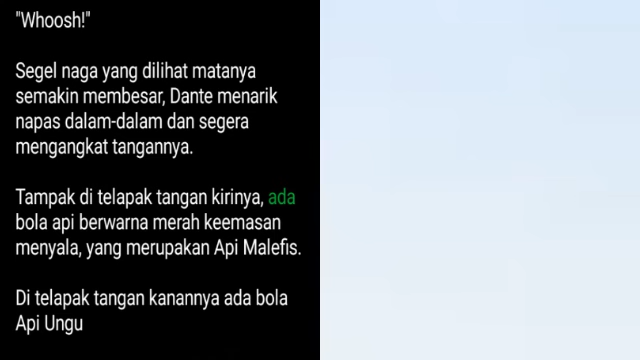 "Whoosh!"
Segel naga yang dilihat matanya
semakin membesar, Dante menarik
napas dalam-dalam dan segera
mengangkat tangannya.
Tampak di telapak tangan kirinya, ada
bola api berwarna merah keemasan
menyala, yang merupakan Api Malefis.
Di telapak tangan kanannya ada bola
Api Ungu